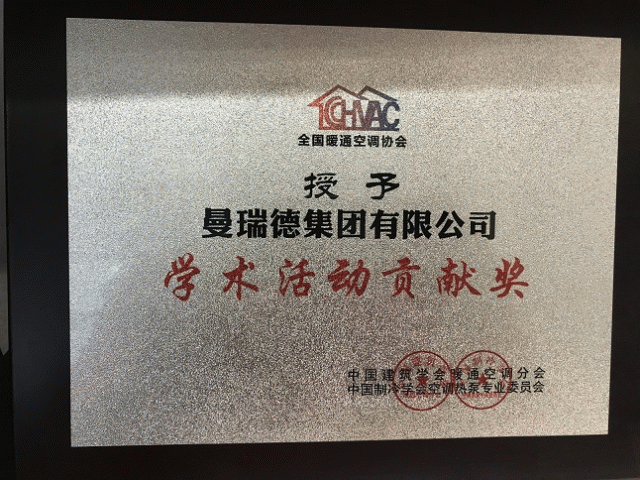 CHVAC
全国暖通空调协会
授予
曼瑞德集团有限公司
学术活动贡献奖
中国建筑学会暖通空调分会
中国制冷学会空调热泵专业委员会